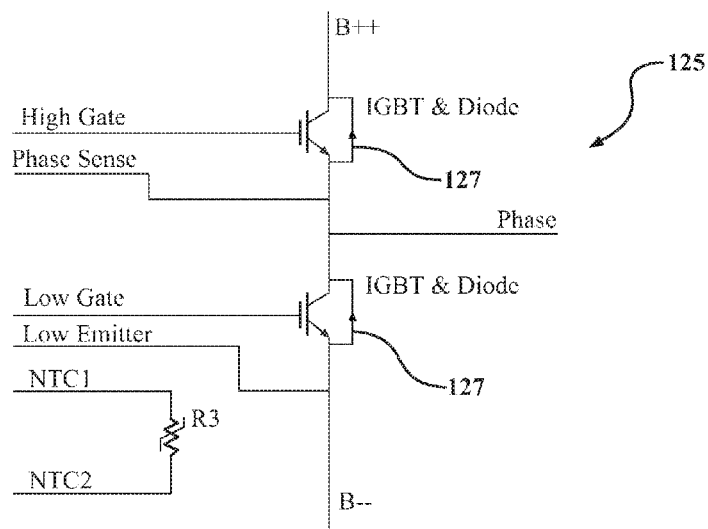 B++
125
IGBT & Diode
High Gate
Phase Sense
127
Phase
IGBT & Diode
Low Gate
Low Emitter
127
NTC1
R3
NTC2
B--